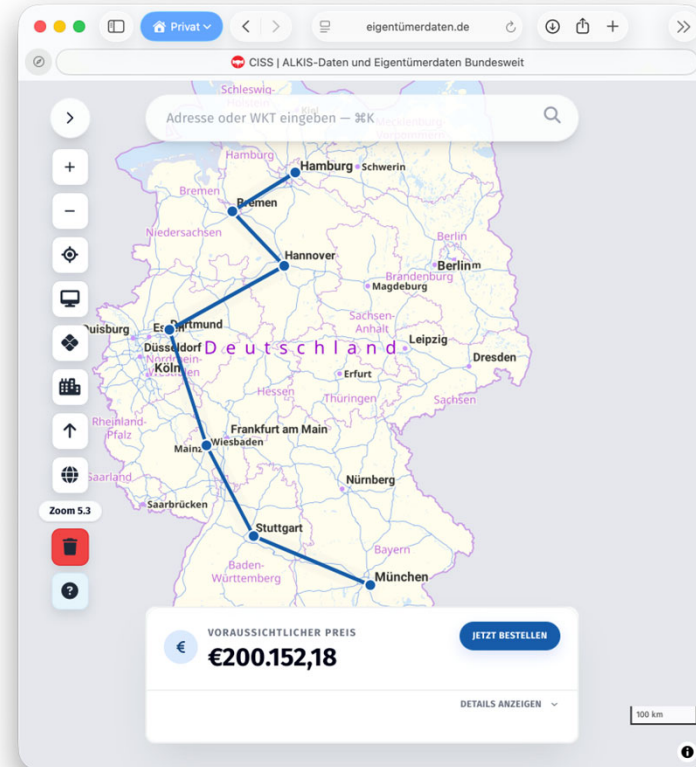 Privat
eigentümerdaten.de
CISS | ALKIS-Daten und Eigentümerdaten Bundesweit
Adresse oder WKT eingeben — ⌘K
Schleswig-
Hamburg
Hamburg
Schwerin
Bremen
Bremen
Niedersachsen
Hannover
Berlin
Berlin
Brandenburg
Magdeburg
Sachsen-
Anhalt
Duisburg
Dortmund
Düsseldorf
Deutschland
Leipzig
Dresden
Köln
Erfurt
Hessen
Thüringen
Sachsen
Rheinland-
Pfalz
Frankfurt am Main
Mainz
Wiesbaden
Saarland
Nürnberg
Saarbrücken
Zoom 5.3
Stuttgart
Bayern
Baden-
Württemberg
München
€
VORAUSSICHTLICHER PREIS
€200.152,18
JETZT BESTELLEN
DETAILS ANZEIGEN
100 km